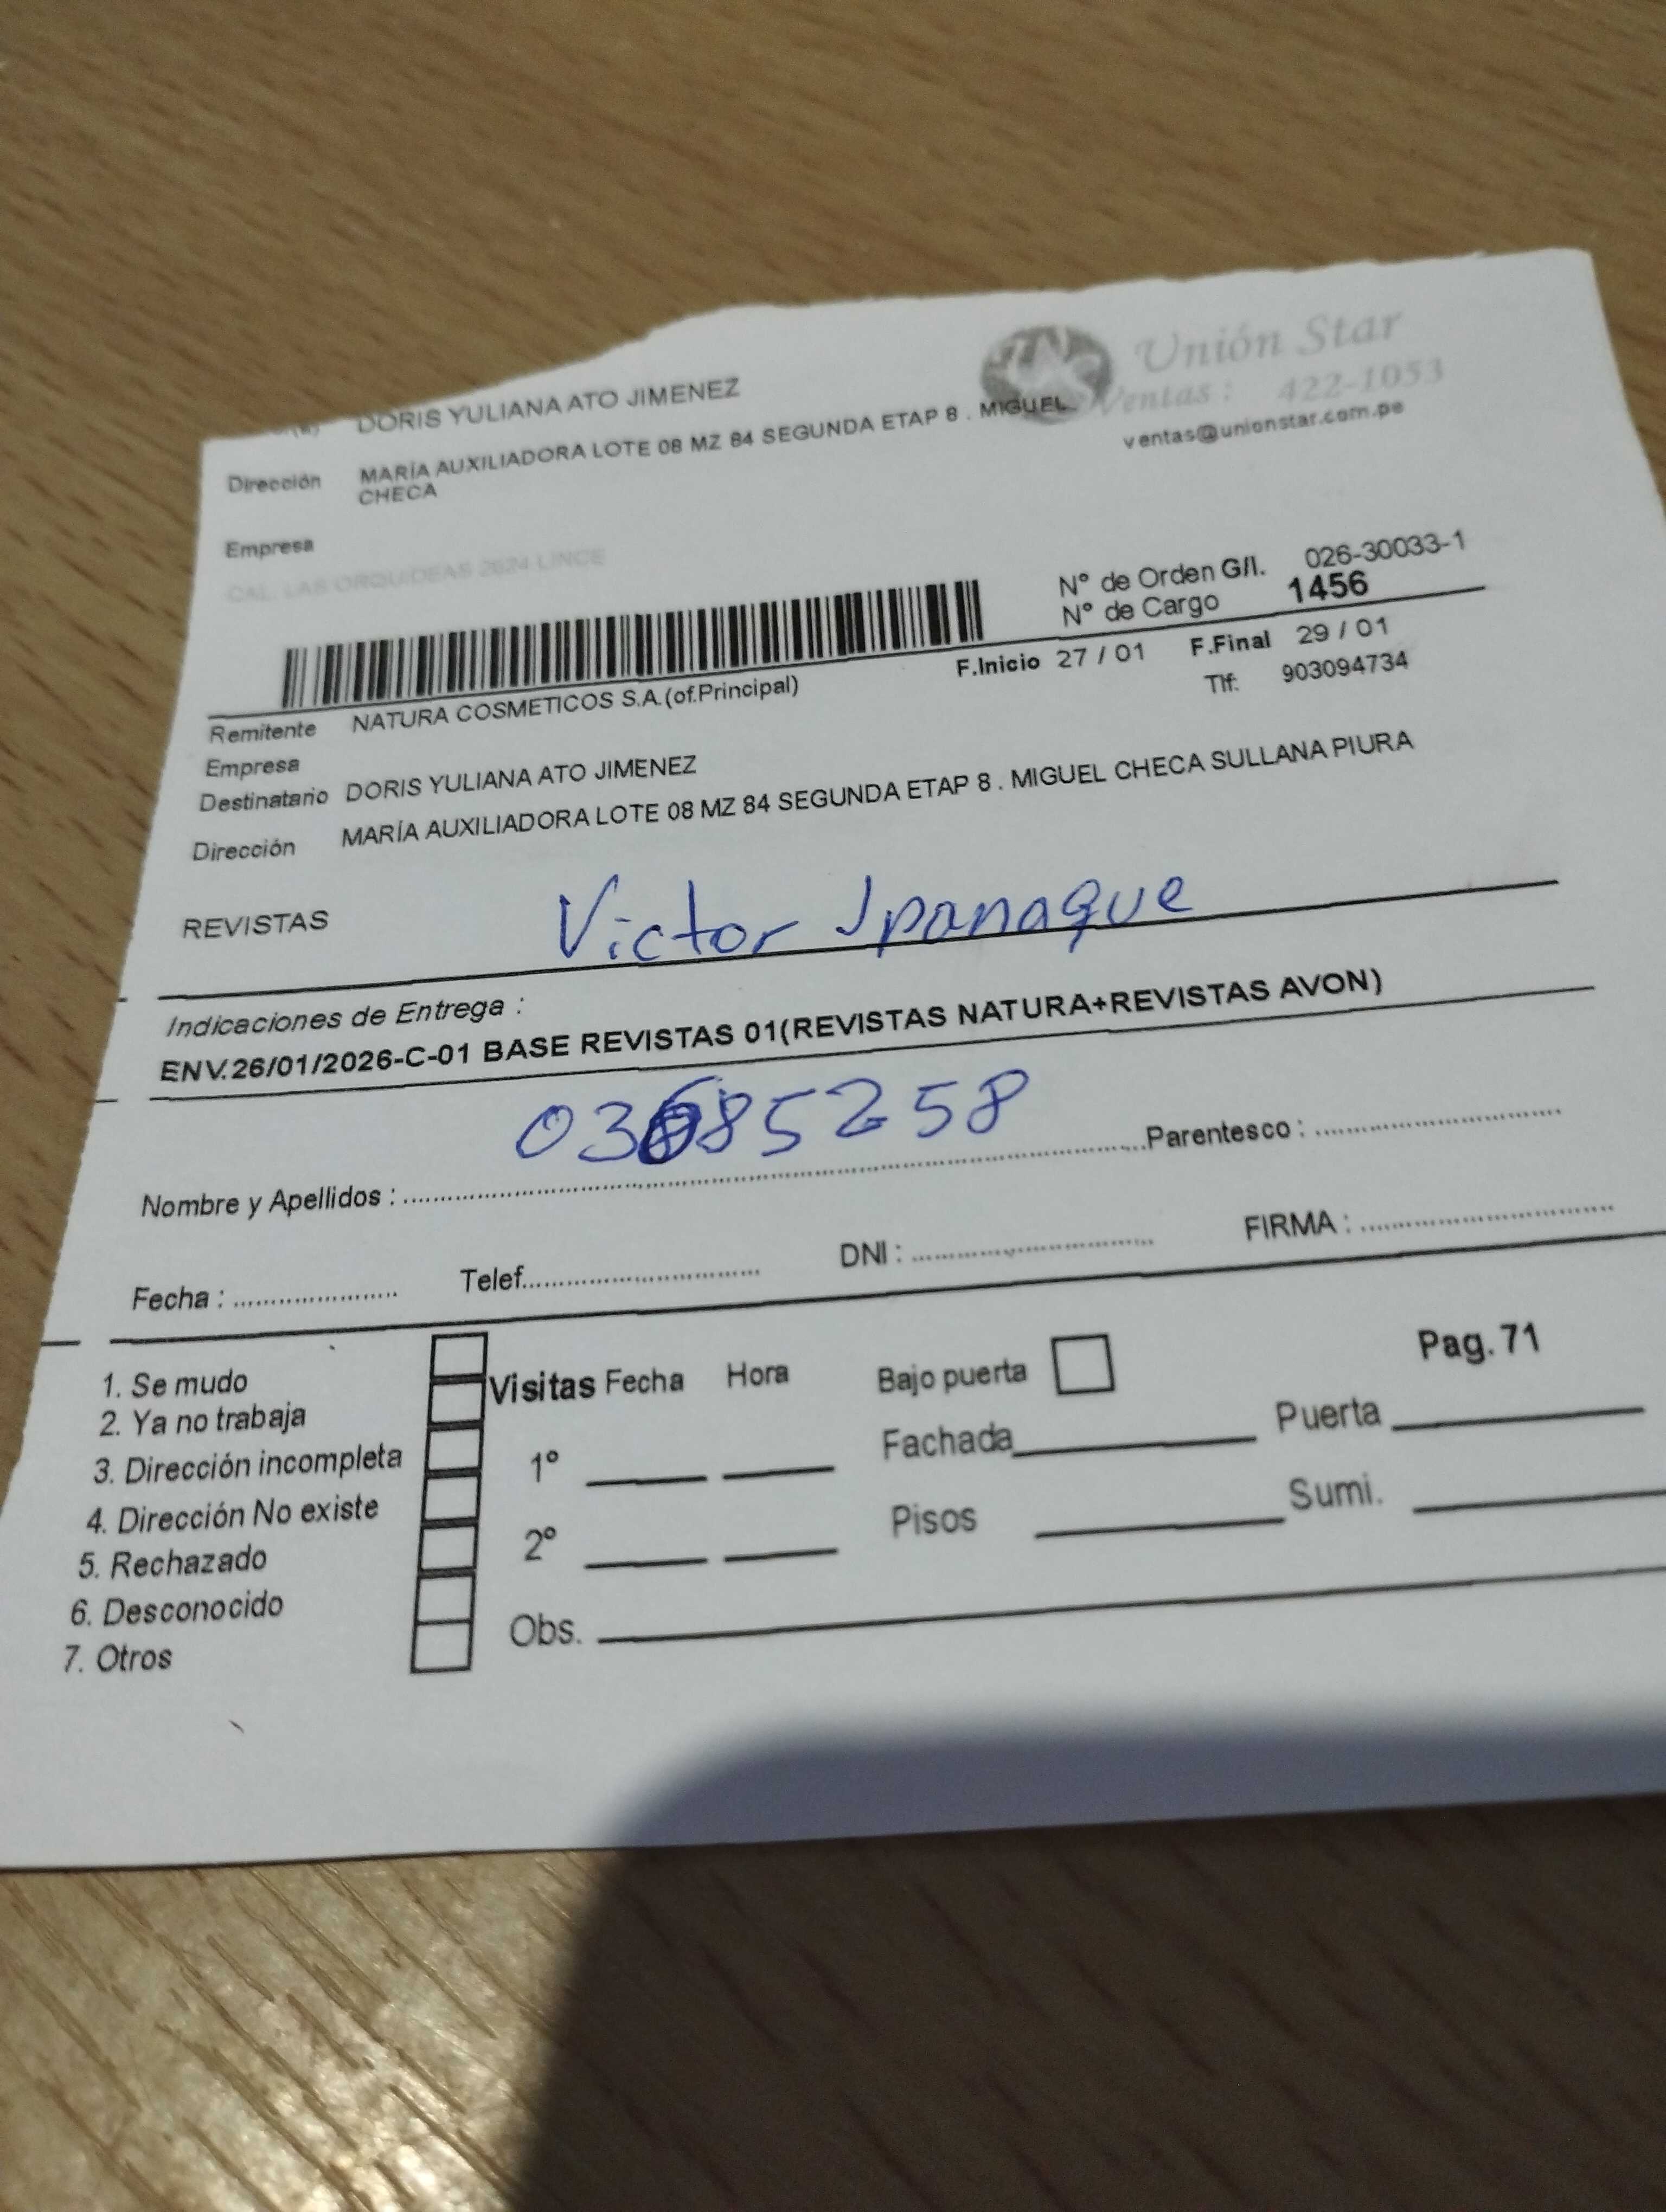 DORIS YULIANA ATO JIMENEZ
Unión Star
Ventas : 422-1053
ventas@unionstar.com.pe
Dirección MARÍA AUXILIADORA LOTE 08 MZ 84 SEGUNDA ETAP 8 . MIGUEL
CHECA
Empresa
CAL. LAS ORQUIDEAS 2624 LINCE
N° de Orden G/I. 026-30033-1
N° de Cargo 1456
F.Inicio 27 / 01 F.Final 29 / 01
Tlf: 903094734
Remitente NATURA COSMETICOS S.A.(of.Principal)
Empresa
Destinatario DORIS YULIANA ATO JIMENEZ
Dirección MARÍA AUXILIADORA LOTE 08 MZ 84 SEGUNDA ETAP 8 . MIGUEL CHECA SULLANA PIURA
REVISTAS Victor Ipanaque
Indicaciones de Entrega :
ENV.26/01/2026-C-01 BASE REVISTAS 01(REVISTAS NATURA+REVISTAS AVON)
Nombre y Apellidos : Parentesco :
Fecha : Telef. DNI : FIRMA :
1. Se mudo
2. Ya no trabaja
3. Dirección incompleta
4. Dirección No existe
5. Rechazado
6. Desconocido
7. Otros
Visitas Fecha Hora
1°
2°
Obs.
Bajo puerta
Pag. 71
Fachada Puerta
Pisos Sumi.